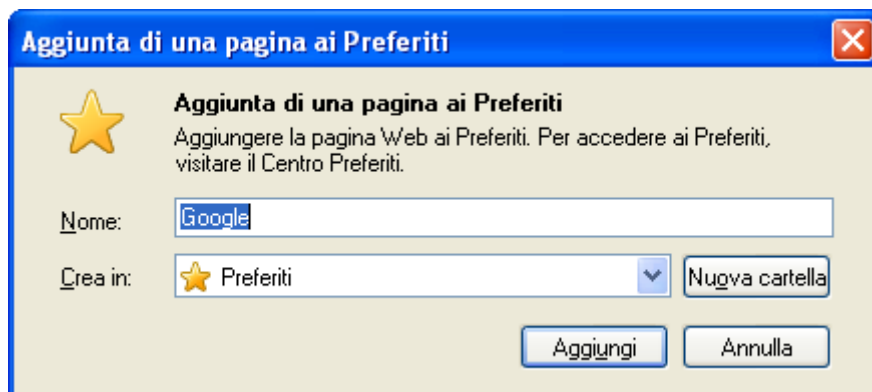 Aggiunta di una pagina ai Preferiti
Aggiunta di una pagina ai Preferiti
Aggiungere la pagina Web ai Preferiti. Per accedere ai Preferiti,
visitare il Centro Preferiti.
Nome: Google
Crea in: Preferiti Nuova cartella
Aggiungi Annulla